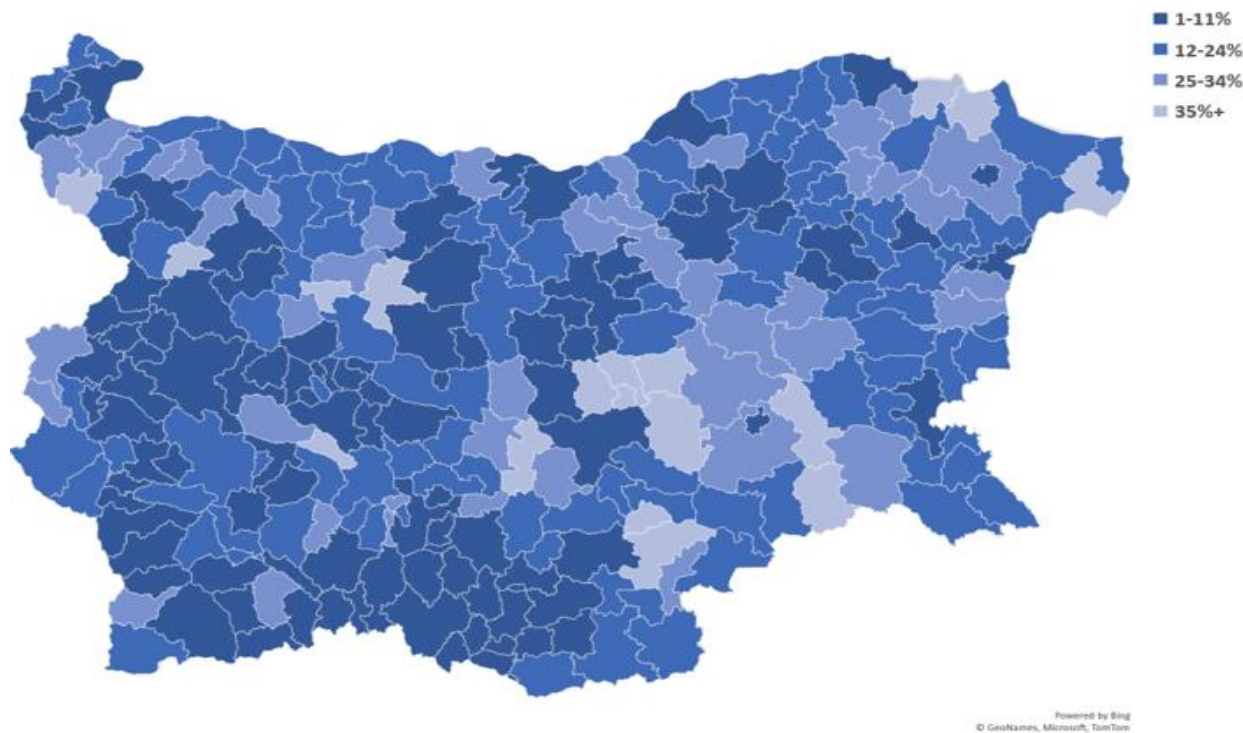 1-11%
12-24%
25-34%
35%+
Powered by Bing
© GeoNames, Microsoft, TomTom